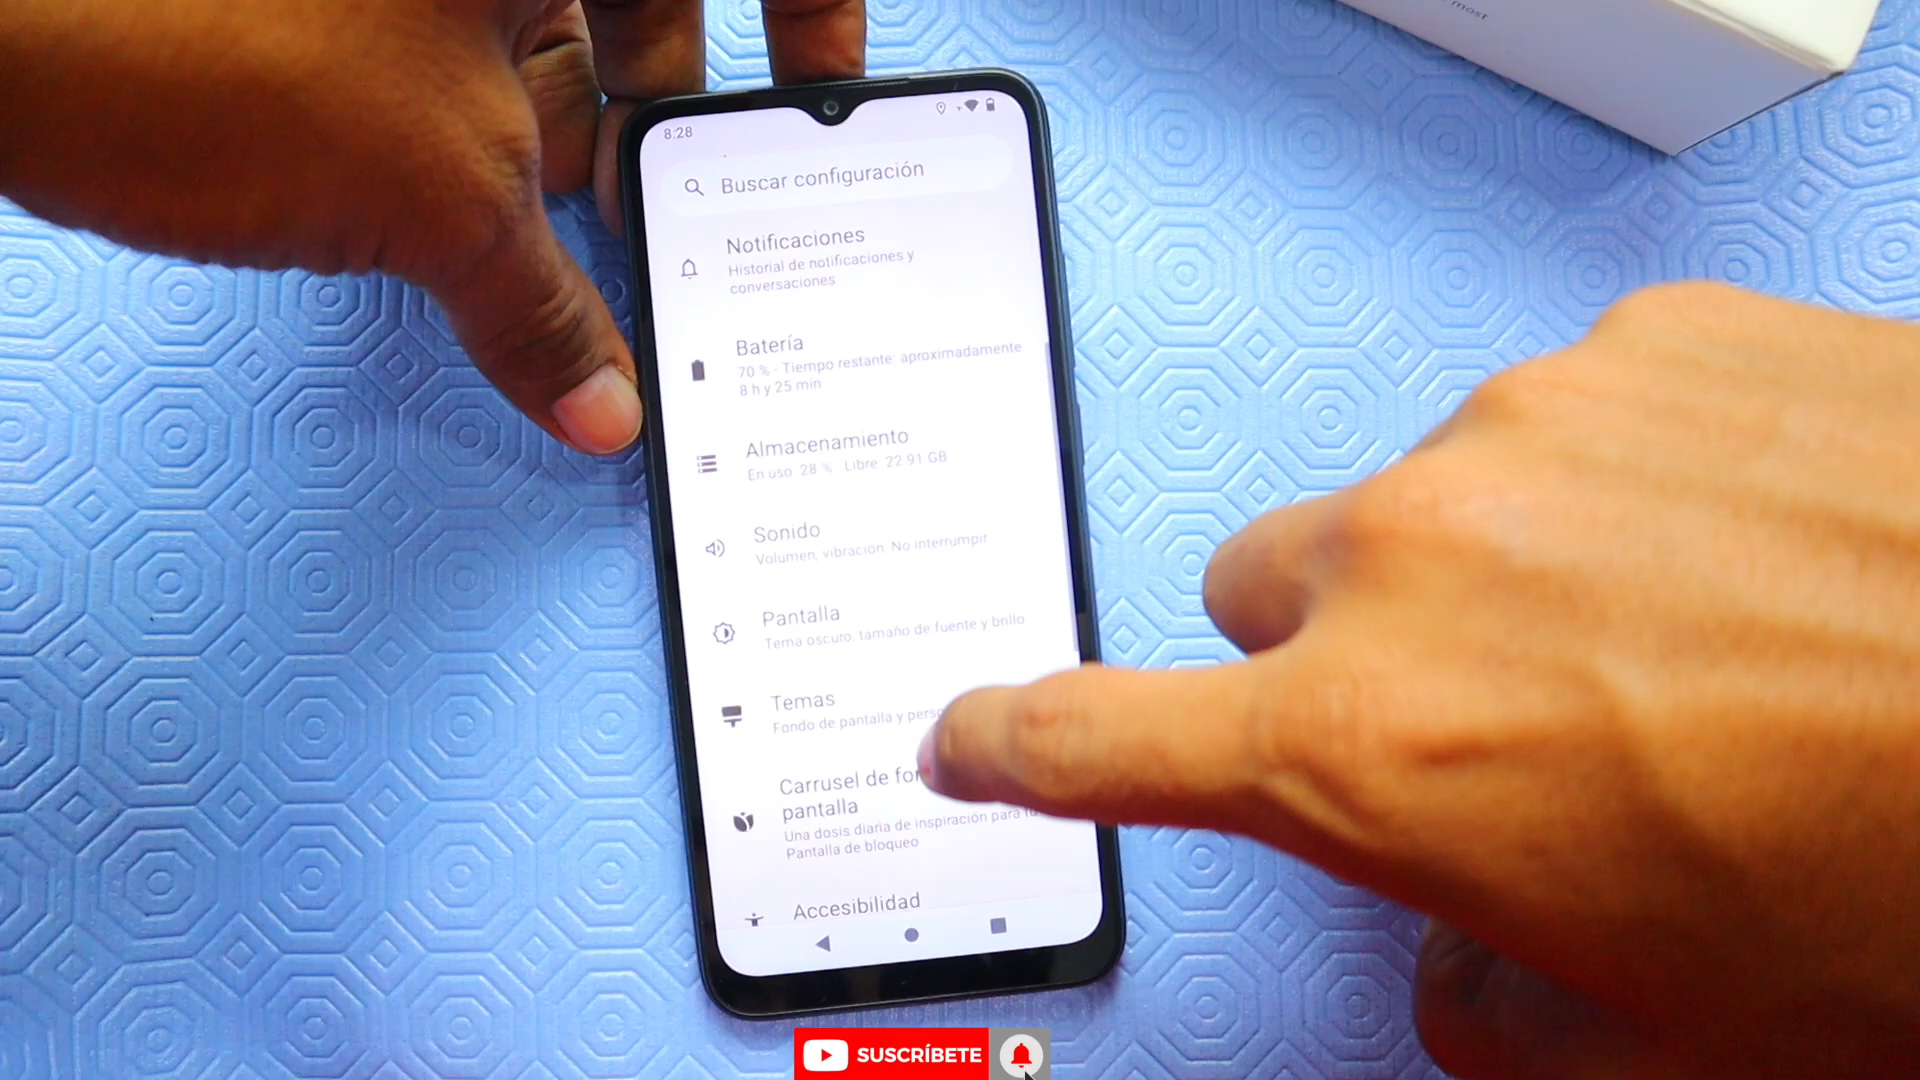 most
8:28
Buscar configuración
Notificaciones
Historial de notificaciones y
conversaciones
Batería
70 % - Tiempo restante: aproximadamente
8 h y 25 min
Almacenamiento
En uso: 28 % Libre: 22.91 GB
Sonido
Volumen, vibración, No interrumpir
Pantalla
Tema oscuro, tamaño de fuente y brillo
Temas
Fondo de pantalla y
Carrusel de
pantalla
Una dosis diaria de inspiración para
Pantalla de bloqueo
Accesibilidad
SUSCRÍBETE